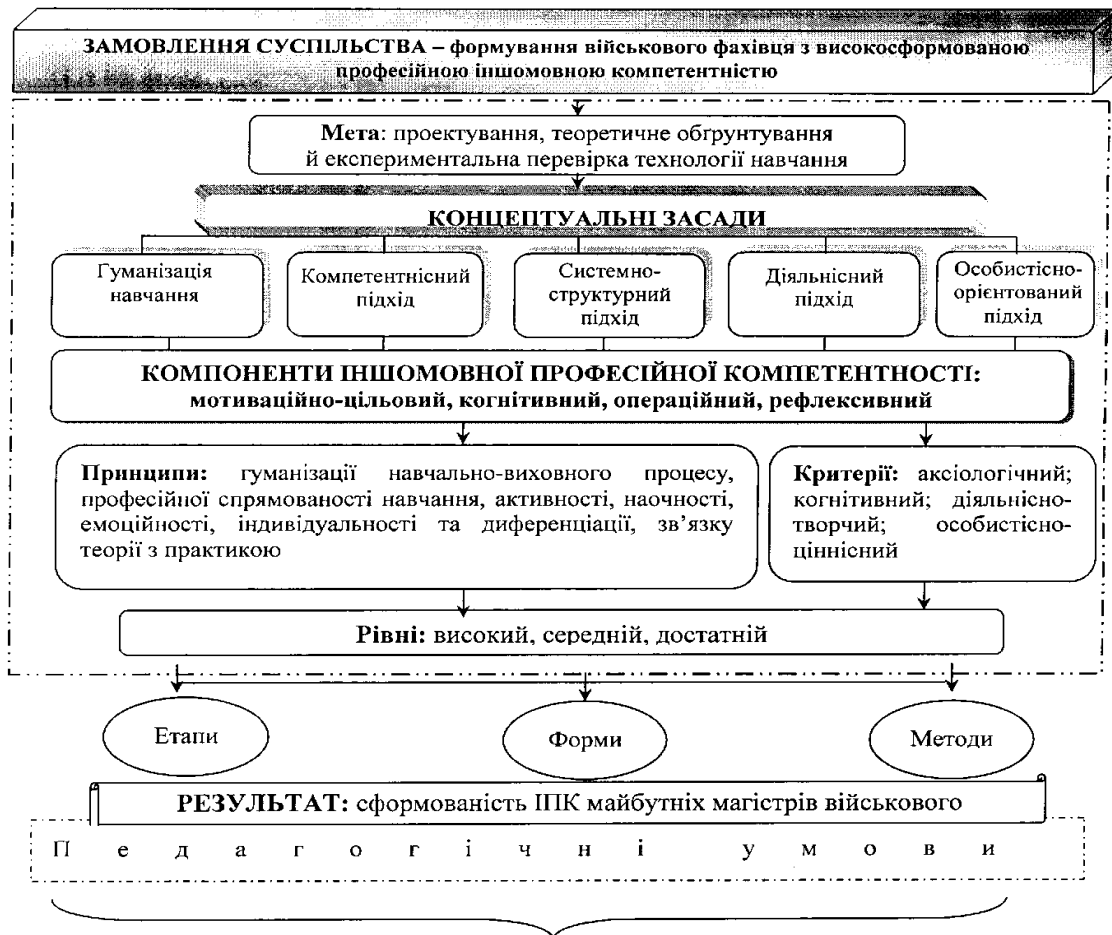 ЗАМОВЛЕННЯ СУСПІЛЬСТВА – формування військового фахівця з високосформованою
професійною іншомовною компетентністю
Мета: проектування, теоретичне обґрунтування
й експериментальна перевірка технології навчання
КОНЦЕПТУАЛЬНІ ЗАСАДИ
Гуманізація
навчання
Компетентнісний
підхід
Системно-
структурний
підхід
Діяльнісний
підхід
Особистісно-
орієнтований
підхід
КОМПОНЕНТИ ІНШОМОВНОЇ ПРОФЕСІЙНОЇ КОМПЕТЕНТНОСТІ:
мотиваційно-цільовий, когнітивний, операційний, рефлексивний
Принципи: гуманізації навчально-виховного процесу,
професійної спрямованості навчання, активності, наочності,
емоційності, індивідуальності та диференціації, зв’язку
теорії з практикою
Критерії: аксіологічний;
когнітивний; діяльнісно-
творчий; особистісно-
ціннісний
Рівні: високий, середній, достатній
Етапи
Форми
Методи
РЕЗУЛЬТАТ: сформованість ІПК майбутніх магістрів військового
П е д а г о г і ч н і у м о в и